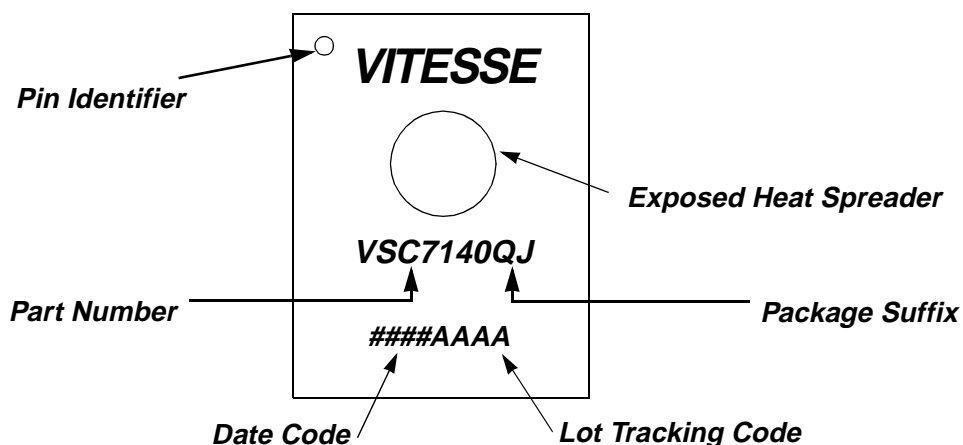 VITESSE
Pin Identifier
Exposed Heat Spreader
VSC7140QJ
Part Number
Package Suffix
####AAAA
Date Code
Lot Tracking Code